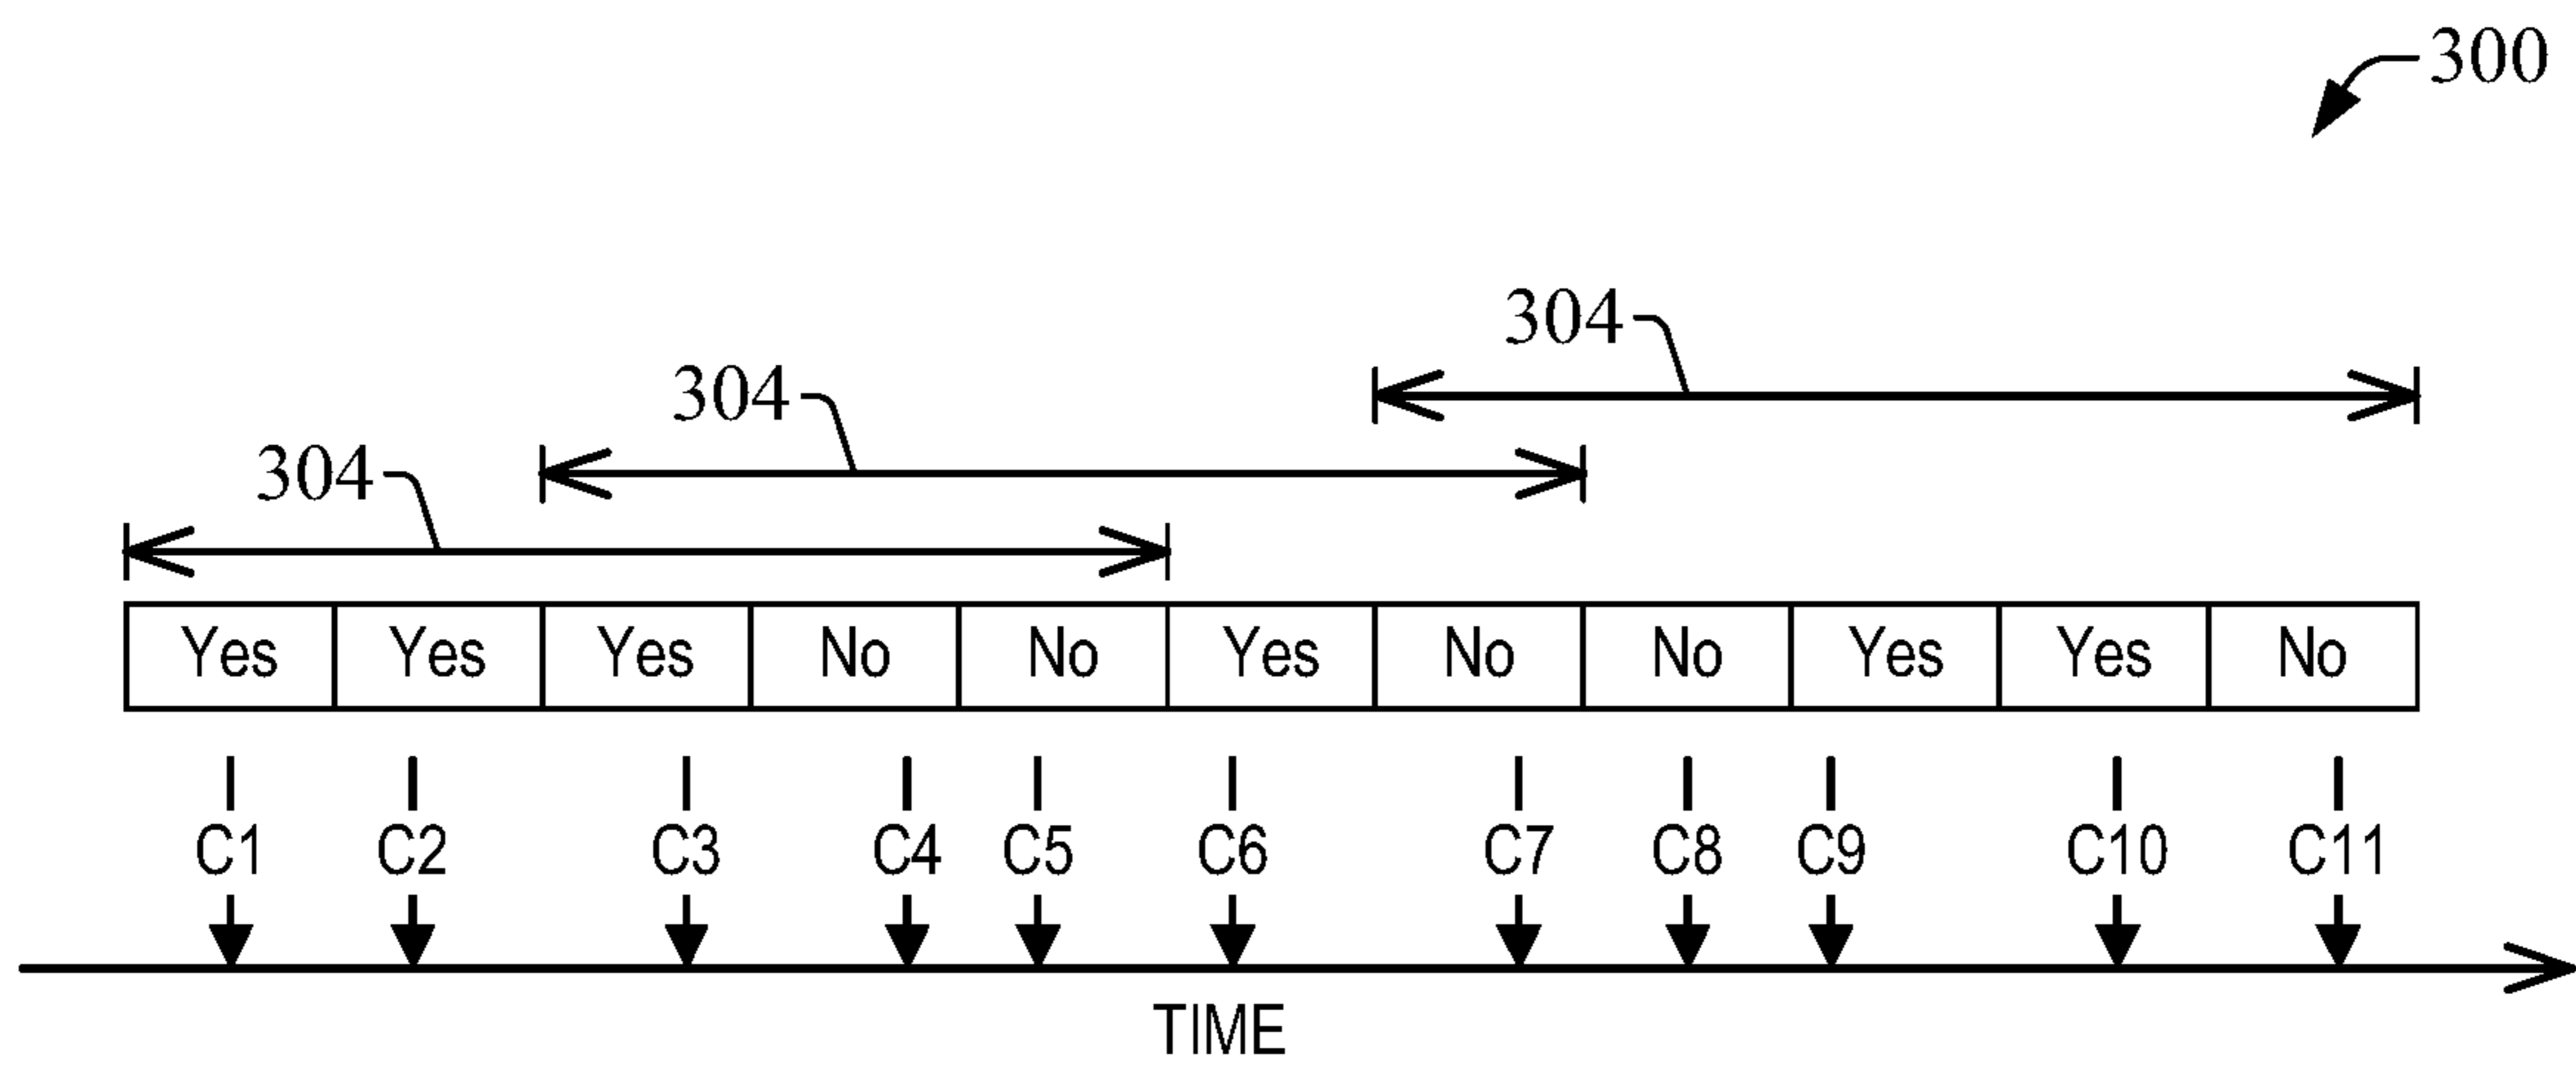 300
304
304
304
Yes Yes Yes No No Yes No No Yes Yes No
C1 C2 C3 C4 C5 C6 C7 C8 C9 C10 C11
TIME